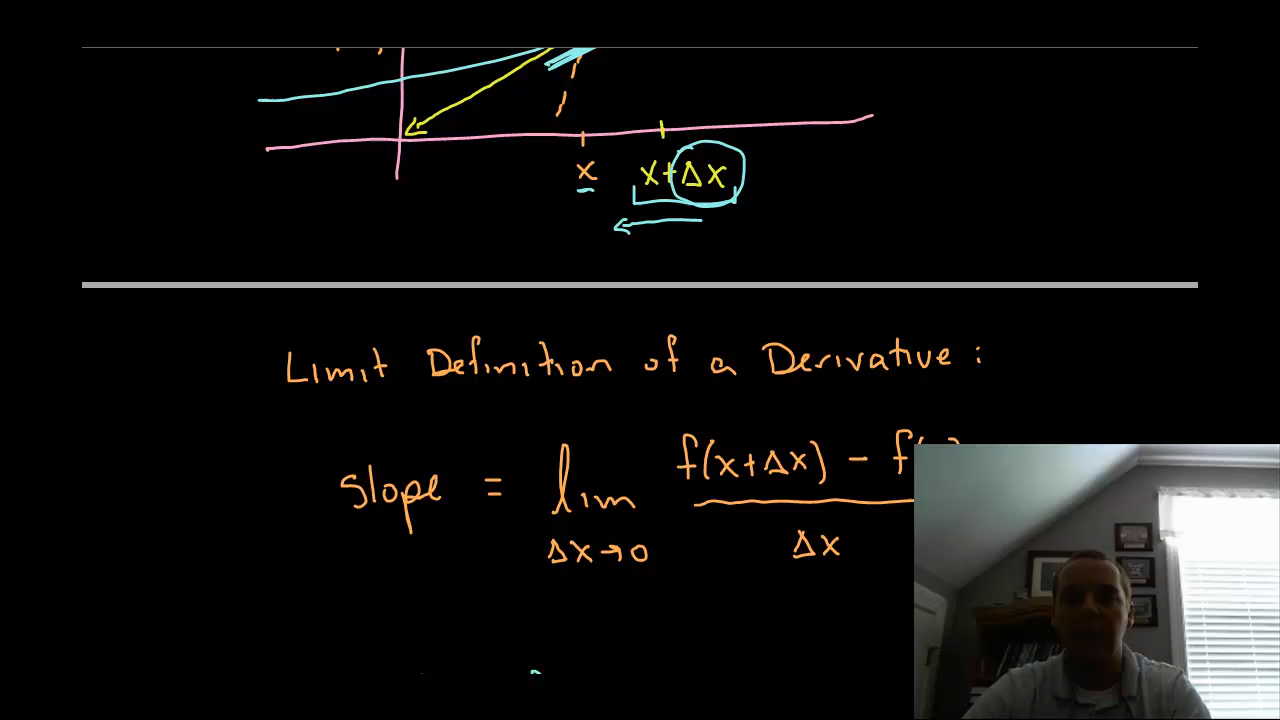 x x+Δx
Limit Definition of a Derivative:
slope = lim f(x+Δx) - f(
Δx→0 Δx